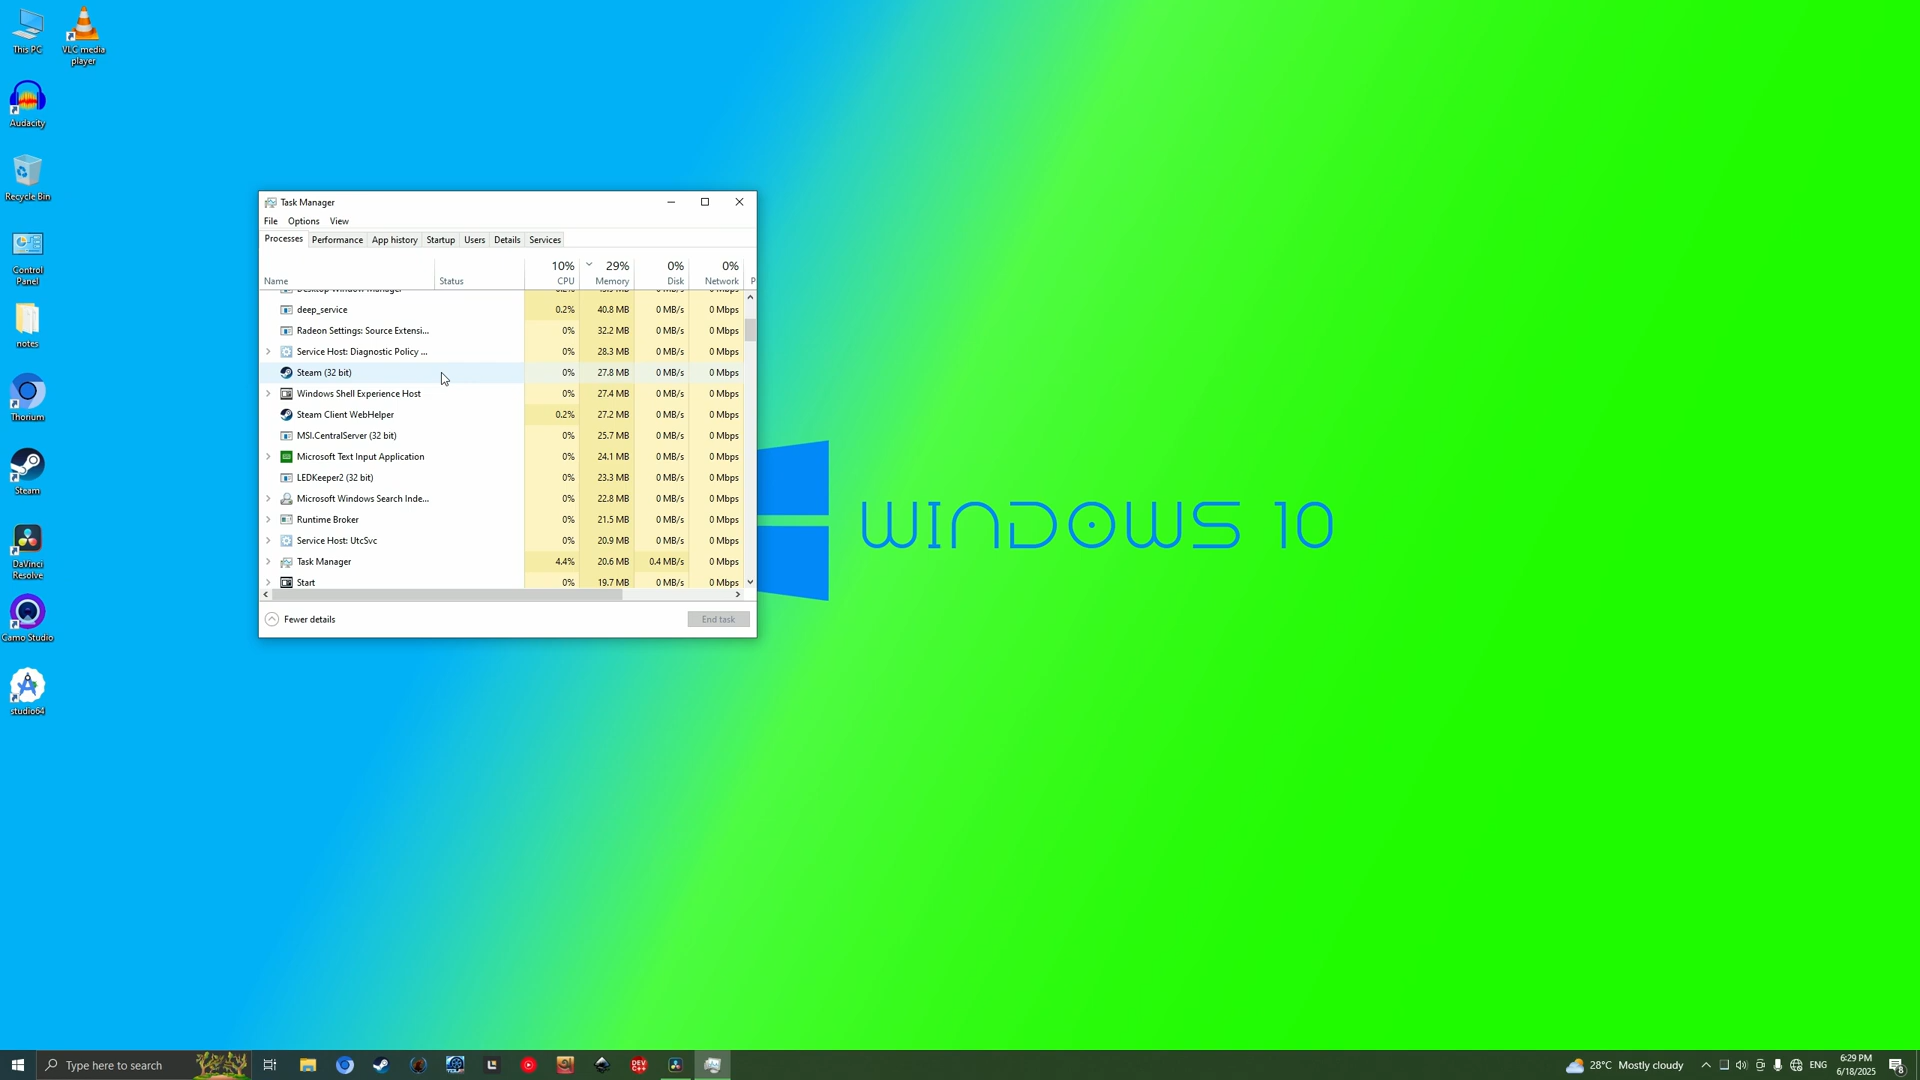 This PC
VLC media
player
Audacity
Recycle Bin
Control
Panel
notes
Thorium
Steam
DaVinci
Resolve
Camo Studio
studio64
Task Manager
File Options View
Processes Performance App history Startup Users Details Services
10% 29% 0% 0%
Name Status CPU Memory Disk Network P
Desktop Window Manager
deep_service 0.2% 40.8 MB 0 MB/s 0 Mbps
Radeon Settings: Source Extensi... 0% 32.2 MB 0 MB/s 0 Mbps
Service Host: Diagnostic Policy ... 0% 28.3 MB 0 MB/s 0 Mbps
Steam (32 bit) 0% 27.8 MB 0 MB/s 0 Mbps
Windows Shell Experience Host 0% 27.4 MB 0 MB/s 0 Mbps
Steam Client WebHelper 0.2% 27.2 MB 0 MB/s 0 Mbps
MSI.CentralServer (32 bit) 0% 25.7 MB 0 MB/s 0 Mbps
Microsoft Text Input Application 0% 24.1 MB 0 MB/s 0 Mbps
LEDKeeper2 (32 bit) 0% 23.3 MB 0 MB/s 0 Mbps
Microsoft Windows Search Inde... 0% 22.8 MB 0 MB/s 0 Mbps
Runtime Broker 0% 21.5 MB 0 MB/s 0 Mbps
Service Host: UtcSvc 0% 20.9 MB 0 MB/s 0 Mbps
Task Manager 4.4% 20.6 MB 0.4 MB/s 0 Mbps
Start 0% 19.7 MB 0 MB/s 0 Mbps
Fewer details End task
WINDOWS 10
Type here to search
DEV
C++
28°C Mostly cloudy
ENG
6:29 PM
6/18/2025
8